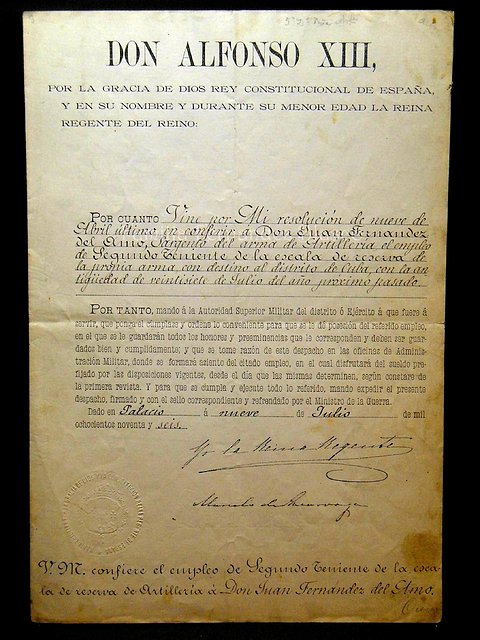 DON ALFONSO XIII,
POR LA GRACIA DE DIOS REY CONSTITUCIONAL DE ESPAÑA,
Y EN SU NOMBRE Y DURANTE SU MENOR EDAD LA REINA
REGENTE DEL REINO:
POR CUANTO Vine por Mi resolución de nueve de
Abril último en conferir á Don Juan Fernandez
del Amo, Sargento del arma de Artillería el empleo
de Segundo Teniente de la escala de reserva de
la propia arma con destino al distrito de Cuba, con la an
tigüedad de veintisiete de Julio del año próximo pasado.
POR TANTO, mando á la Autoridad Superior Militar del distrito ó Ejército á que fuere á
servir, que ponga el cúmplase y ordene lo conveniente para que se le dé posesión del referido empleo,
en el que se le guardarán todos los honores y preeminencias que le corresponden y deben ser guar-
dados bien y cumplidamente; y que se tome razón de este despacho en las oficinas de Adminis-
tración Militar, donde se formará asiento del citado empleo, en el cual disfrutará del sueldo pre-
fijado por las disposiciones vigentes, desde el día que las mismas determinen, según constare de
la primera revista. Y para que se cumpla y ejecute todo lo referido, mando expedir el presente
despacho, firmado y con el sello correspondiente y refrendado por el Ministro de la Guerra.
Dado en Palacio á nueve de Julio de mil
ochocientos noventa y seis.
Yo la Reina Regente
Marcelo de Azcárraga
V. M. confiere el empleo de Segundo Teniente de la esca
la de reserva de Artillería á Don Juan Fernandez del Amo.